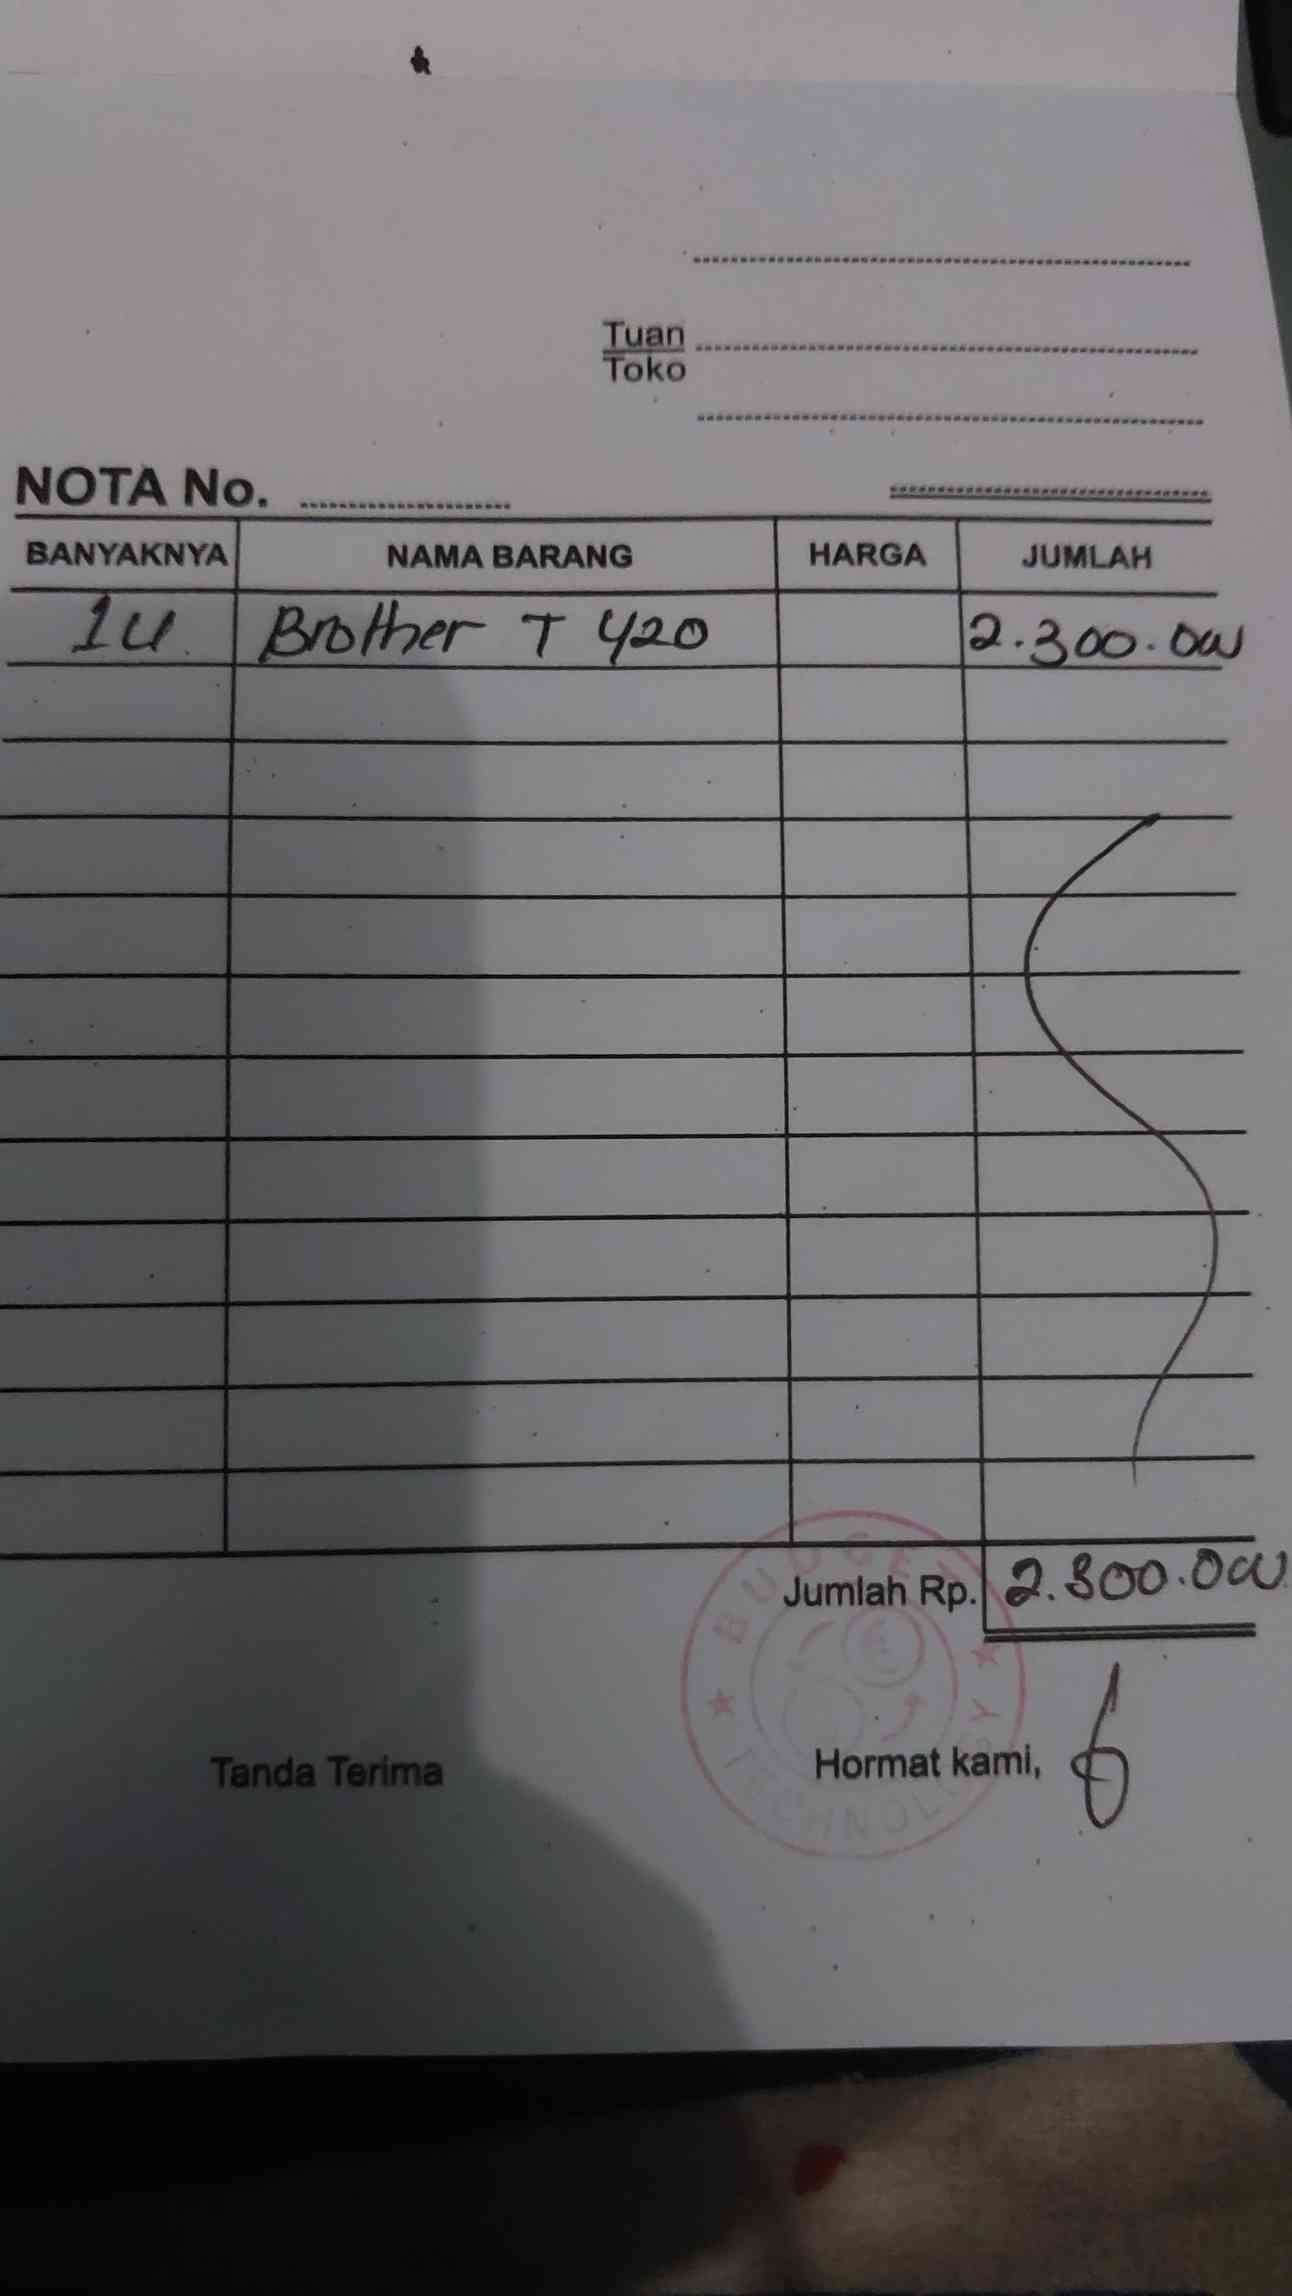 Tuan
Toko
NOTA No.
BANYAKNYA NAMA BARANG HARGA JUMLAH
1U Brother T 420 2.300.000
Jumlah Rp. 2.300.000
Tanda Terima Hormat kami,
TECHNOLOGY